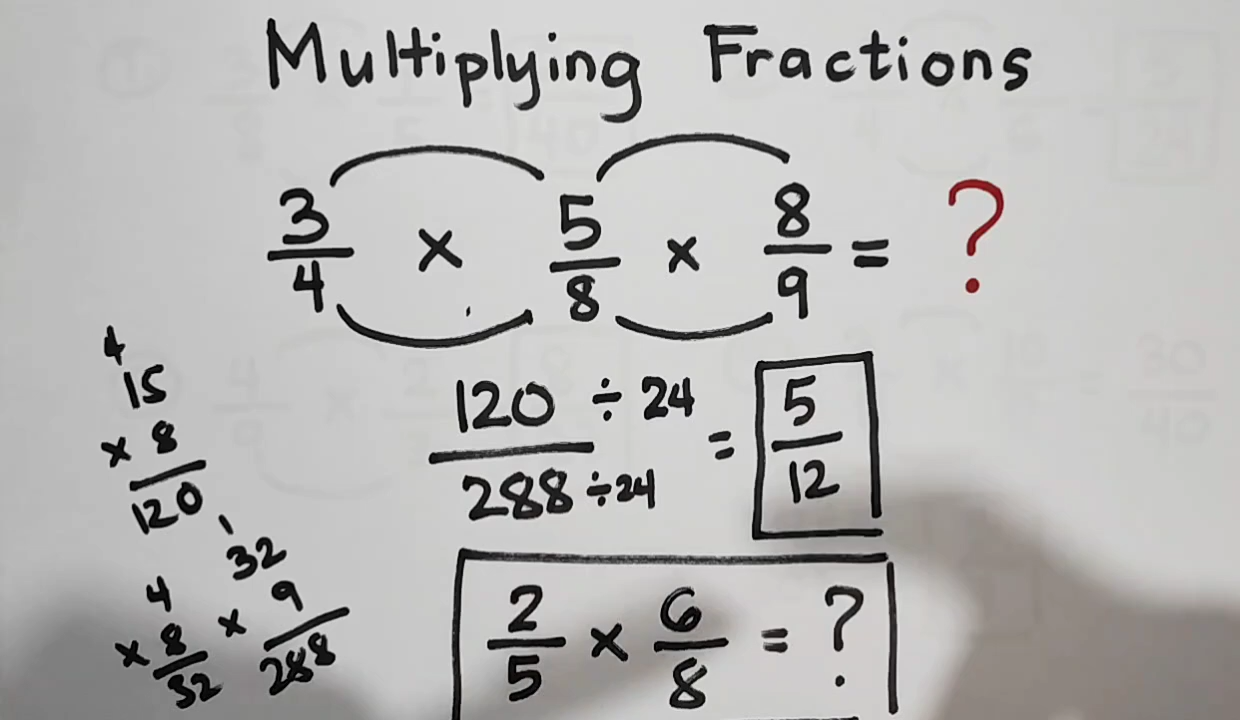 Multiplying Fractions
3/4 × 5/8 × 8/9 = ?
120/288 ÷ 24/÷ 24 = 5/12
4
15
× 8
120
4
× 8
32
1
32
× 9
288
2/5 × 6/8 = ?